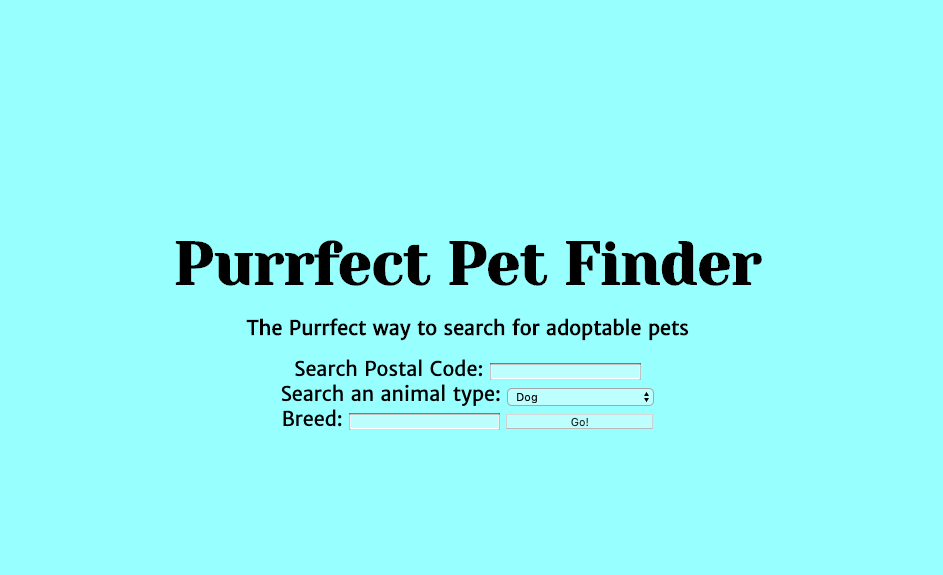 Purrfect Pet Finder
The Purrfect way to search for adoptable pets
Search Postal Code:
Search an animal type: Dog
Breed: Go!